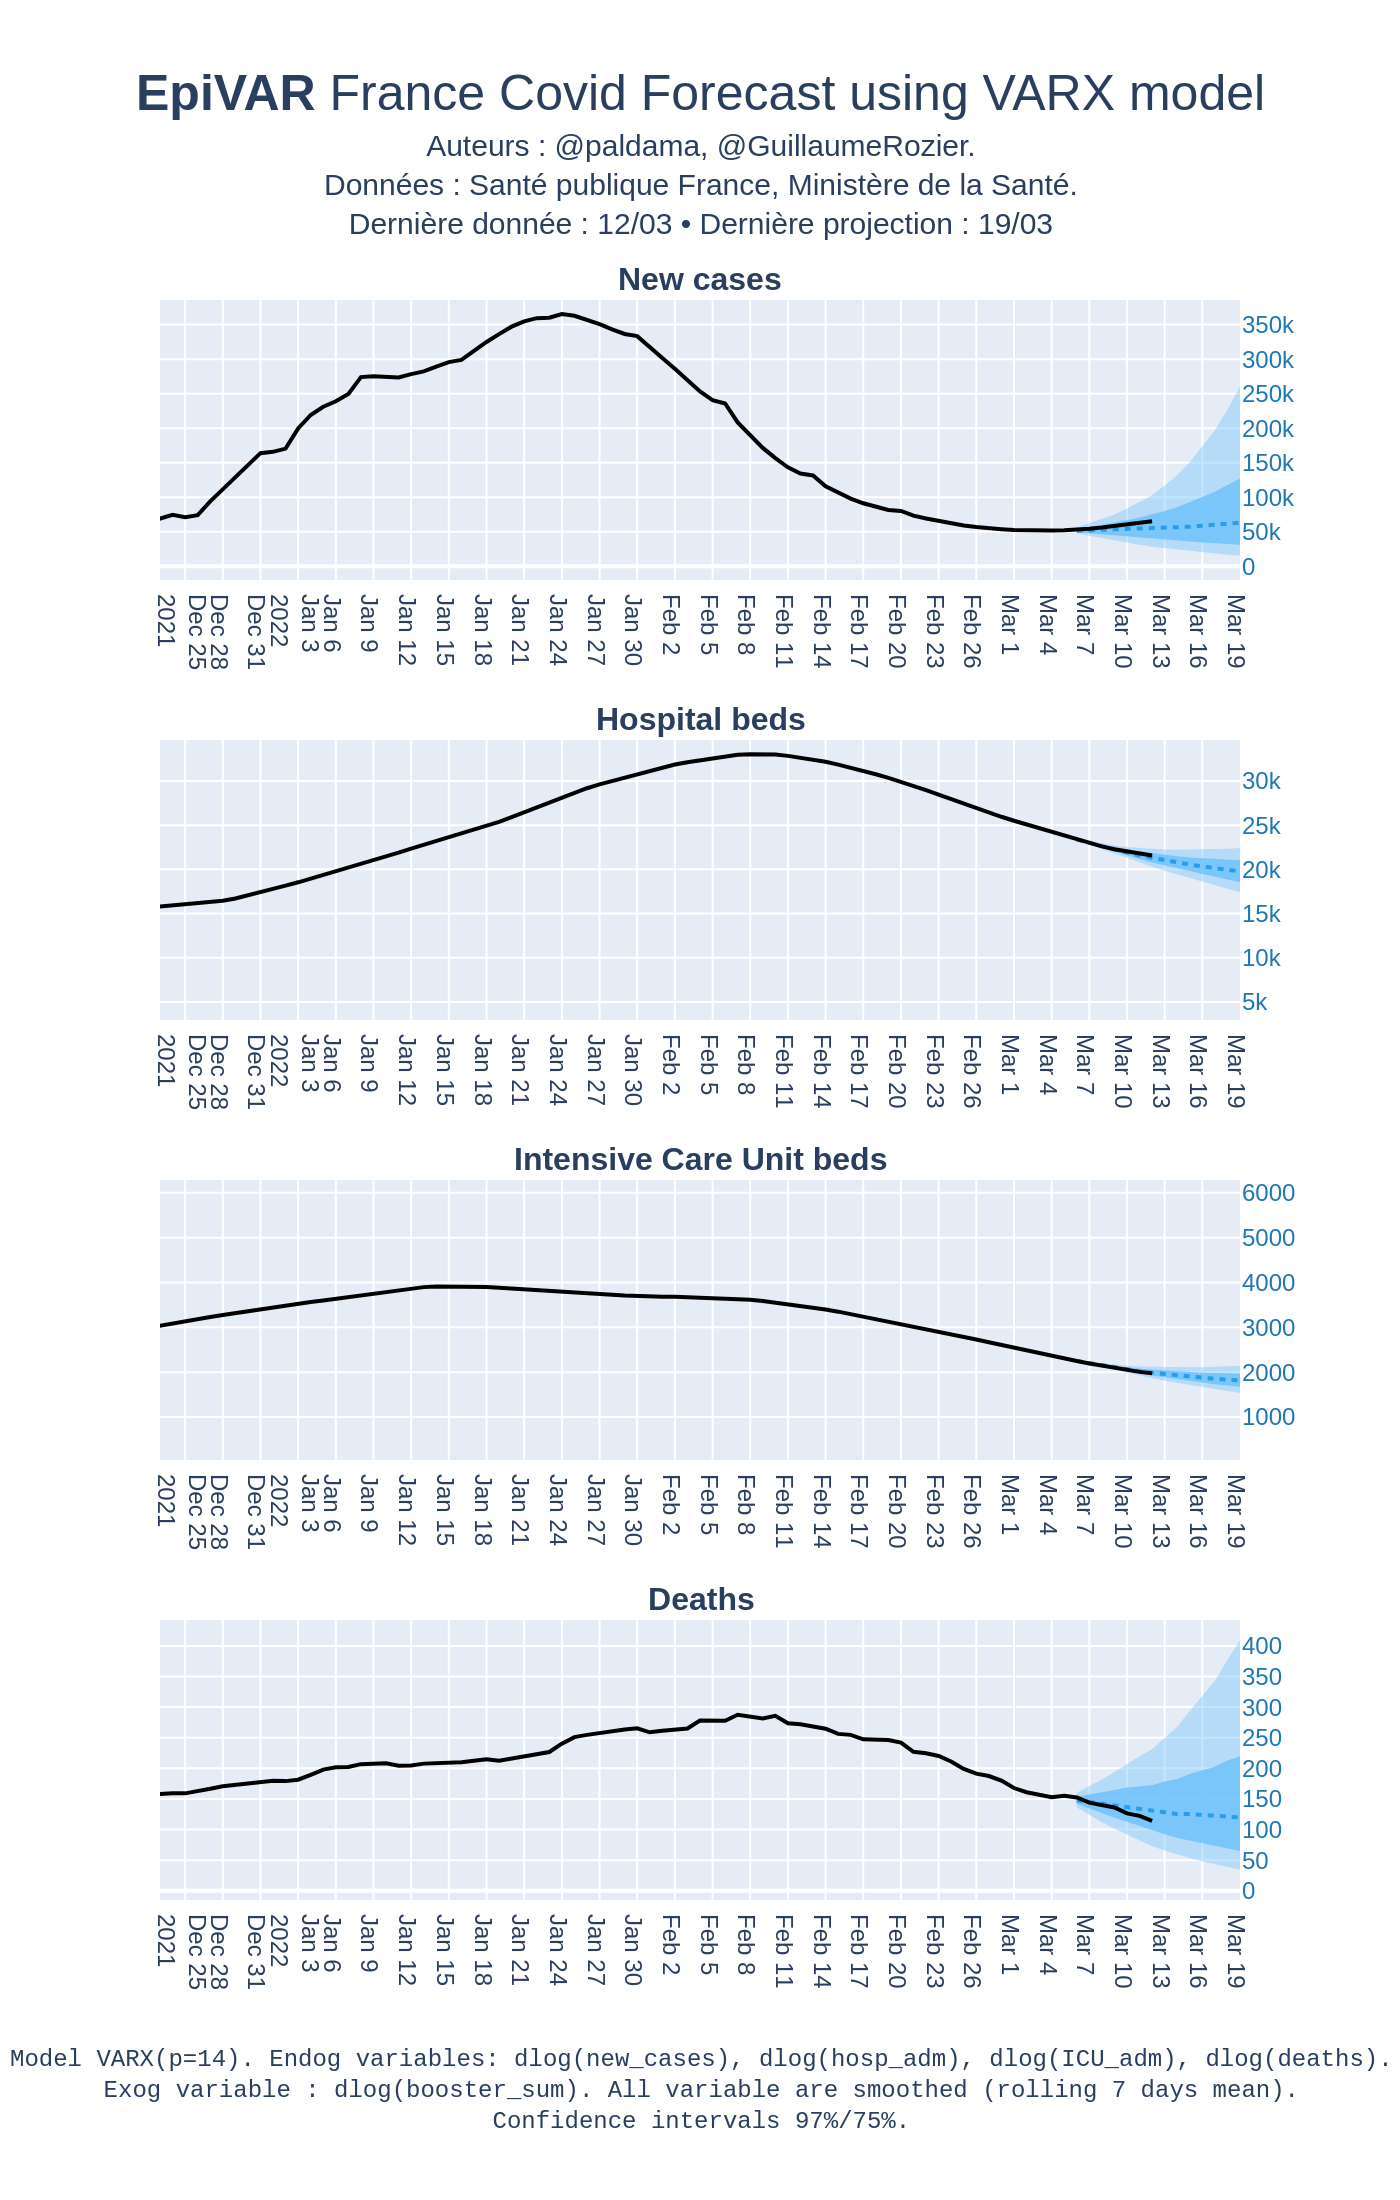 EpiVAR France Covid Forecast using VARX model
Auteurs : @paldama, @GuillaumeRozier.
Données : Santé publique France, Ministère de la Santé.
Dernière donnée : 12/03 • Dernière projection : 19/03
New cases
350k
300k
250k
200k
150k
100k
50k
0
2021 Dec 25 Dec 28 Dec 31 2022 Jan 3 Jan 6 Jan 9 Jan 12 Jan 15 Jan 18 Jan 21 Jan 24 Jan 27 Jan 30 Feb 2 Feb 5 Feb 8 Feb 11 Feb 14 Feb 17 Feb 20 Feb 23 Feb 26 Mar 1 Mar 4 Mar 7 Mar 10 Mar 13 Mar 16 Mar 19
Hospital beds
30k
25k
20k
15k
10k
5k
2021 Dec 25 Dec 28 Dec 31 2022 Jan 3 Jan 6 Jan 9 Jan 12 Jan 15 Jan 18 Jan 21 Jan 24 Jan 27 Jan 30 Feb 2 Feb 5 Feb 8 Feb 11 Feb 14 Feb 17 Feb 20 Feb 23 Feb 26 Mar 1 Mar 4 Mar 7 Mar 10 Mar 13 Mar 16 Mar 19
Intensive Care Unit beds
6000
5000
4000
3000
2000
1000
2021 Dec 25 Dec 28 Dec 31 2022 Jan 3 Jan 6 Jan 9 Jan 12 Jan 15 Jan 18 Jan 21 Jan 24 Jan 27 Jan 30 Feb 2 Feb 5 Feb 8 Feb 11 Feb 14 Feb 17 Feb 20 Feb 23 Feb 26 Mar 1 Mar 4 Mar 7 Mar 10 Mar 13 Mar 16 Mar 19
Deaths
400
350
300
250
200
150
100
50
0
2021 Dec 25 Dec 28 Dec 31 2022 Jan 3 Jan 6 Jan 9 Jan 12 Jan 15 Jan 18 Jan 21 Jan 24 Jan 27 Jan 30 Feb 2 Feb 5 Feb 8 Feb 11 Feb 14 Feb 17 Feb 20 Feb 23 Feb 26 Mar 1 Mar 4 Mar 7 Mar 10 Mar 13 Mar 16 Mar 19
Model VARX(p=14). Endog variables: dlog(new_cases), dlog(hosp_adm), dlog(ICU_adm), dlog(deaths).
Exog variable : dlog(booster_sum). All variable are smoothed (rolling 7 days mean).
Confidence intervals 97%/75%.